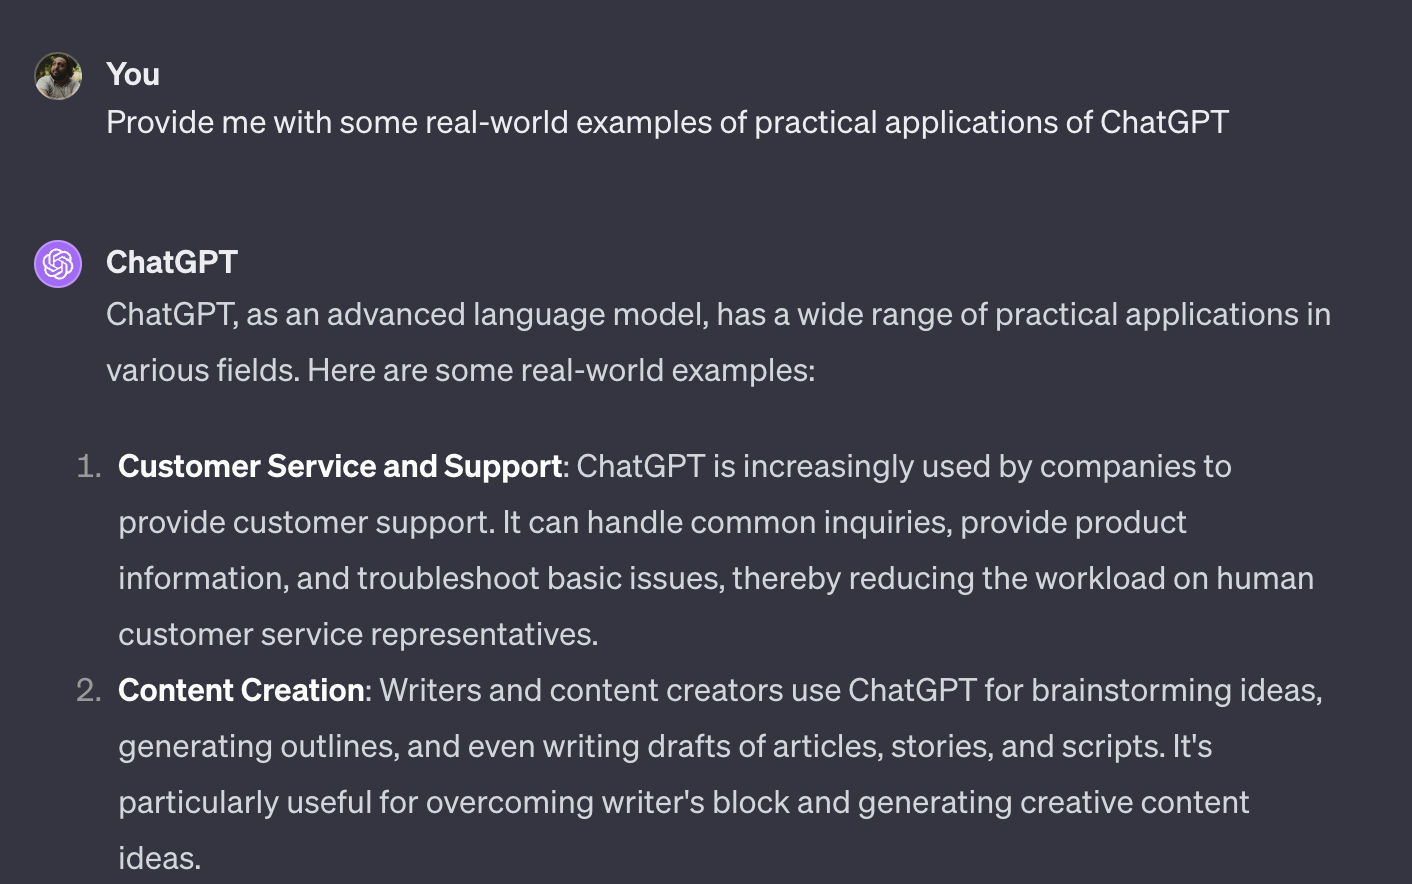 You
Provide me with some real-world examples of practical applications of ChatGPT
ChatGPT
ChatGPT, as an advanced language model, has a wide range of practical applications in
various fields. Here are some real-world examples:
1. Customer Service and Support: ChatGPT is increasingly used by companies to
provide customer support. It can handle common inquiries, provide product
information, and troubleshoot basic issues, thereby reducing the workload on human
customer service representatives.
2. Content Creation: Writers and content creators use ChatGPT for brainstorming ideas,
generating outlines, and even writing drafts of articles, stories, and scripts. It's
particularly useful for overcoming writer's block and generating creative content
ideas.